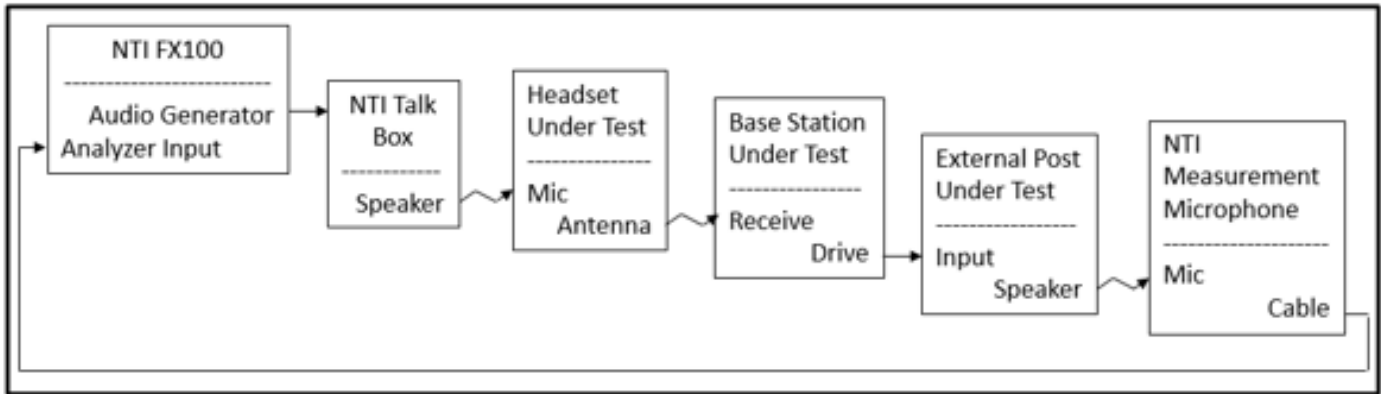 NTI FX100
-------------------------
Audio Generator
Analyzer Input
NTI Talk
Box
------------
Speaker
Headset
Under Test
---------------
Mic
Antenna
Base Station
Under Test
----------------
Receive
Drive
External Post
Under Test
-----------------
Input
Speaker
NTI
Measurement
Microphone
--------------------
Mic
Cable